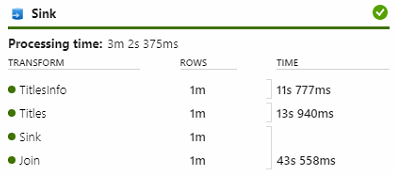 Sink
Processing time: 3m 2s 375ms
TRANSFORM ROWS TIME
TitlesInfo 1m 11s 777ms
Titles 1m 13s 940ms
Sink 1m
Join 1m 43s 558ms